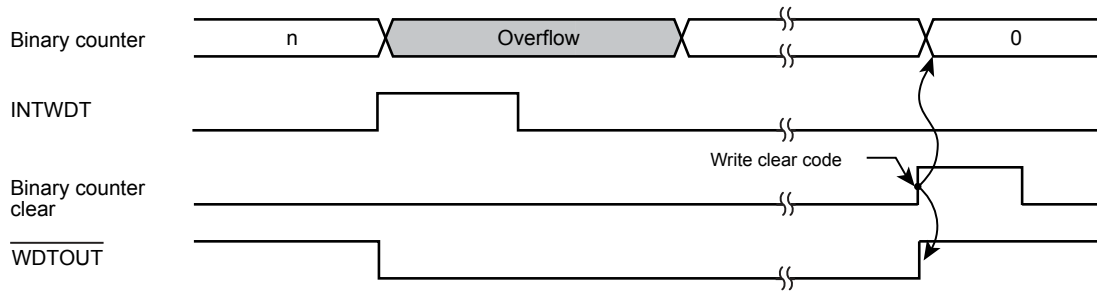 Binary counter
n
Overflow
0
INTWDT
Write clear code
Binary counter
clear
WDTOUT